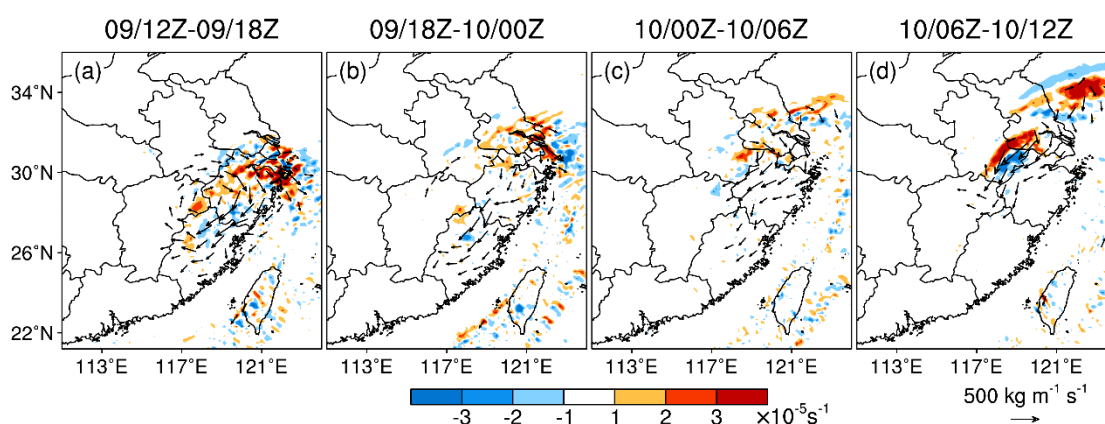 09/12Z-09/18Z 09/18Z-10/00Z 10/00Z-10/06Z 10/06Z-10/12Z
(a) (b) (c) (d)
34°N
30°N
26°N
22°N
113°E 117°E 121°E 113°E 117°E 121°E 113°E 117°E 121°E 113°E 117°E 121°E
-3 -2 -1 1 2 3 ×10⁻⁵s⁻¹
500 kg m⁻¹ s⁻¹